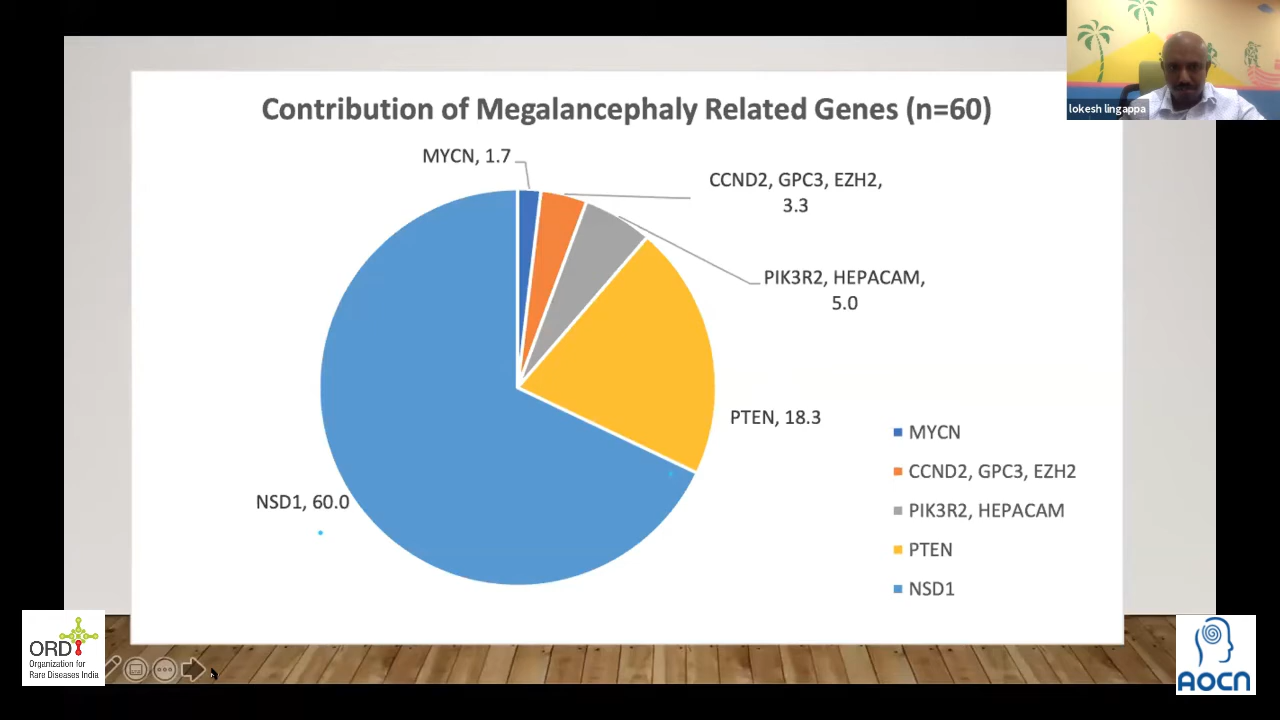 lokesh lingappa
Contribution of Megalancephaly Related Genes (n=60)
MYCN, 1.7
CCND2, GPC3, EZH2,
3.3
PIK3R2, HEPACAM,
5.0
PTEN, 18.3
NSD1, 60.0
MYCN
CCND2, GPC3, EZH2
PIK3R2, HEPACAM
PTEN
NSD1
ORDI
Organization for
Rare Diseases India
AOCN